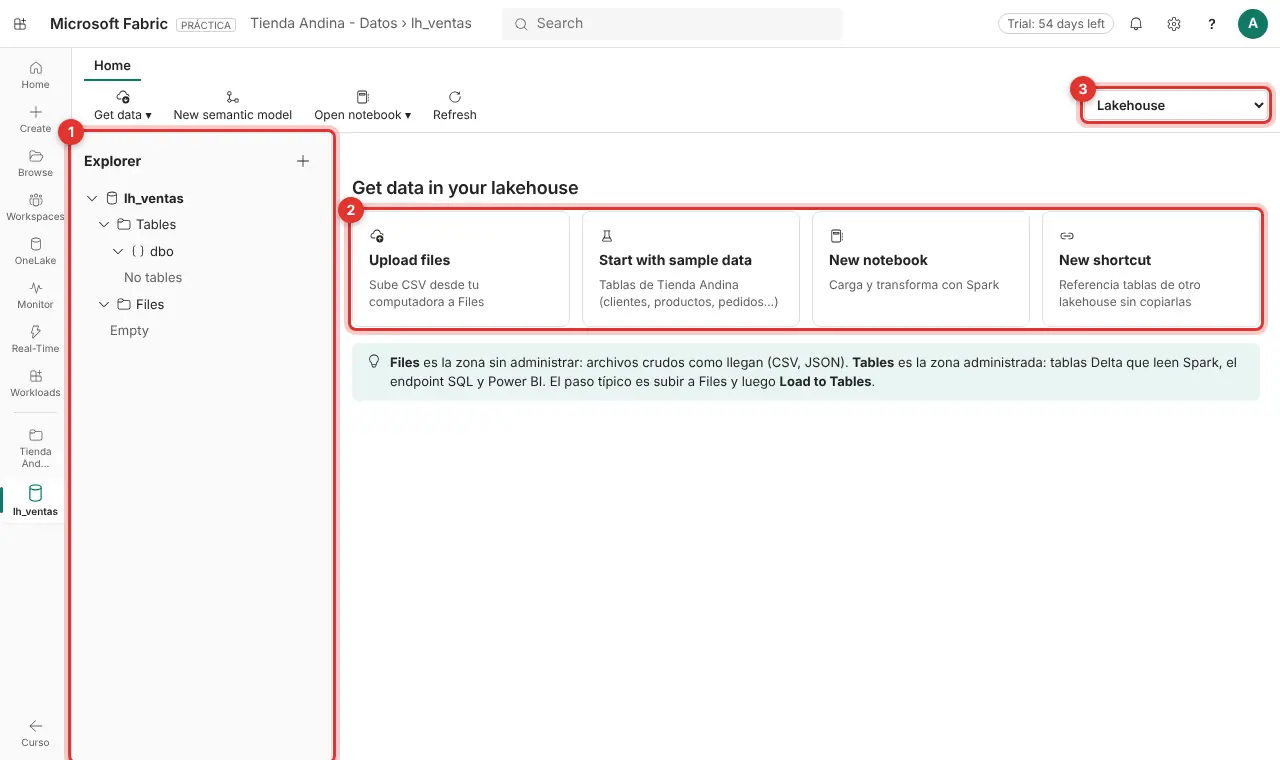 Microsoft Fabric PRÁCTICA Tienda Andina - Datos › lh_ventas Search Trial: 54 days left ? A
Home
Create
Browse
Workspaces
OneLake
Monitor
Real-Time
Workloads
Tienda
And...
lh_ventas
Curso
Home
Get data ▾ New semantic model Open notebook ▾ Refresh
3
Lakehouse
1
Explorer
lh_ventas
Tables
dbo
No tables
Files
Empty
Get data in your lakehouse
2
Upload files
Sube CSV desde tu
computadora a Files
Start with sample data
Tablas de Tienda Andina
(clientes, productos, pedidos...)
New notebook
Carga y transforma con Spark
New shortcut
Referencia tablas de otro
lakehouse sin copiarlas
Files es la zona sin administrar: archivos crudos como llegan (CSV, JSON). Tables es la zona administrada: tablas Delta que leen Spark, el
endpoint SQL y Power BI. El paso típico es subir a Files y luego Load to Tables.